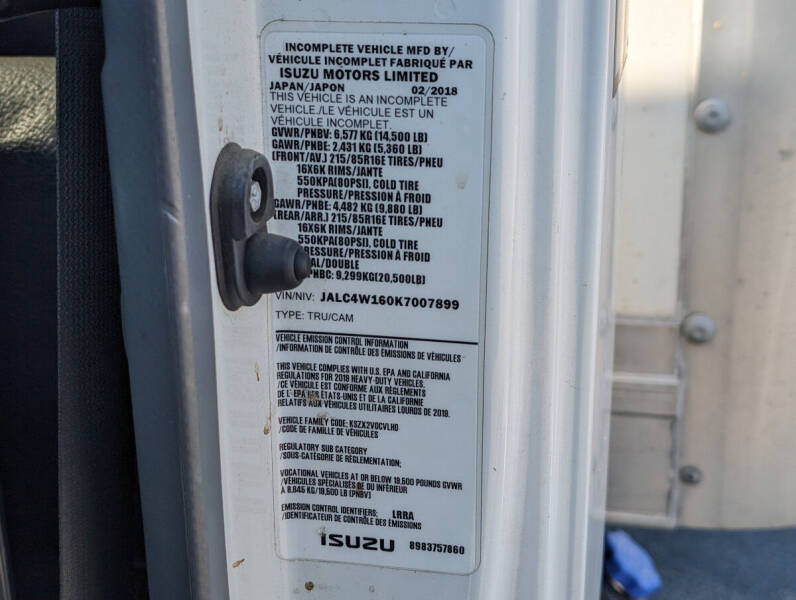 INCOMPLETE VEHICLE MFD BY/
VÉHICULE INCOMPLET FABRIQUÉ PAR
ISUZU MOTORS LIMITED
JAPAN/JAPON 02/2018
THIS VEHICLE IS AN INCOMPLETE
VEHICLE./LE VÉHICULE EST UN
VÉHICULE INCOMPLET.
GVWR/PNBV: 6,577 KG (14,500 LB)
GAWR/PNBE: 2,431 KG (5,360 LB)
(FRONT/AV.) 215/85R16E TIRES/PNEU
16X6K RIMS/JANTE
550KPA(80PSI), COLD TIRE
PRESSURE/PRESSION À FROID
GAWR/PNBE: 4,482 KG (9,880 LB)
(REAR/ARR.) 215/85R16E TIRES/PNEU
16X6K RIMS/JANTE
550KPA(80PSI), COLD TIRE
PRESSURE/PRESSION À FROID
AL/DOUBLE
PNBC: 9,299KG(20,500LB)
VIN/NIV: JALC4W160K7007899
TYPE: TRU/CAM
VEHICLE EMISSION CONTROL INFORMATION
/INFORMATION DE CONTRÔLE DES ÉMISSIONS DE VÉHICULES
THIS VEHICLE COMPLIES WITH U.S. EPA AND CALIFORNIA
REGULATIONS FOR 2019 HEAVY-DUTY VEHICLES.
/CE VÉHICULE EST CONFORME AUX RÈGLEMENTS
DE L' EPA DES ÉTATS-UNIS ET DE LA CALIFORNIE
RELATIFS AUX VÉHICULES UTILITAIRES LOURDS DE 2019.
VEHICLE FAMILY CODE: KSZX2VOCVLHD
/CODE DE FAMILLE DE VÉHICULES
REGULATORY SUB CATEGORY
/SOUS-CATÉGORIE DE RÉGLEMENTATION:
VOCATIONAL VEHICLES AT OR BELOW 19,500 POUNDS GVWR
/VÉHICULES SPÉCIALISÉS DE OU INFÉRIEUR
À 8,845 KG/19,500 LB (PNBV)
EMISSION CONTROL IDENTIFIERS: LRRA
/IDENTIFICATEUR DE CONTRÔLE DES ÉMISSIONS
ISUZU 8983757860